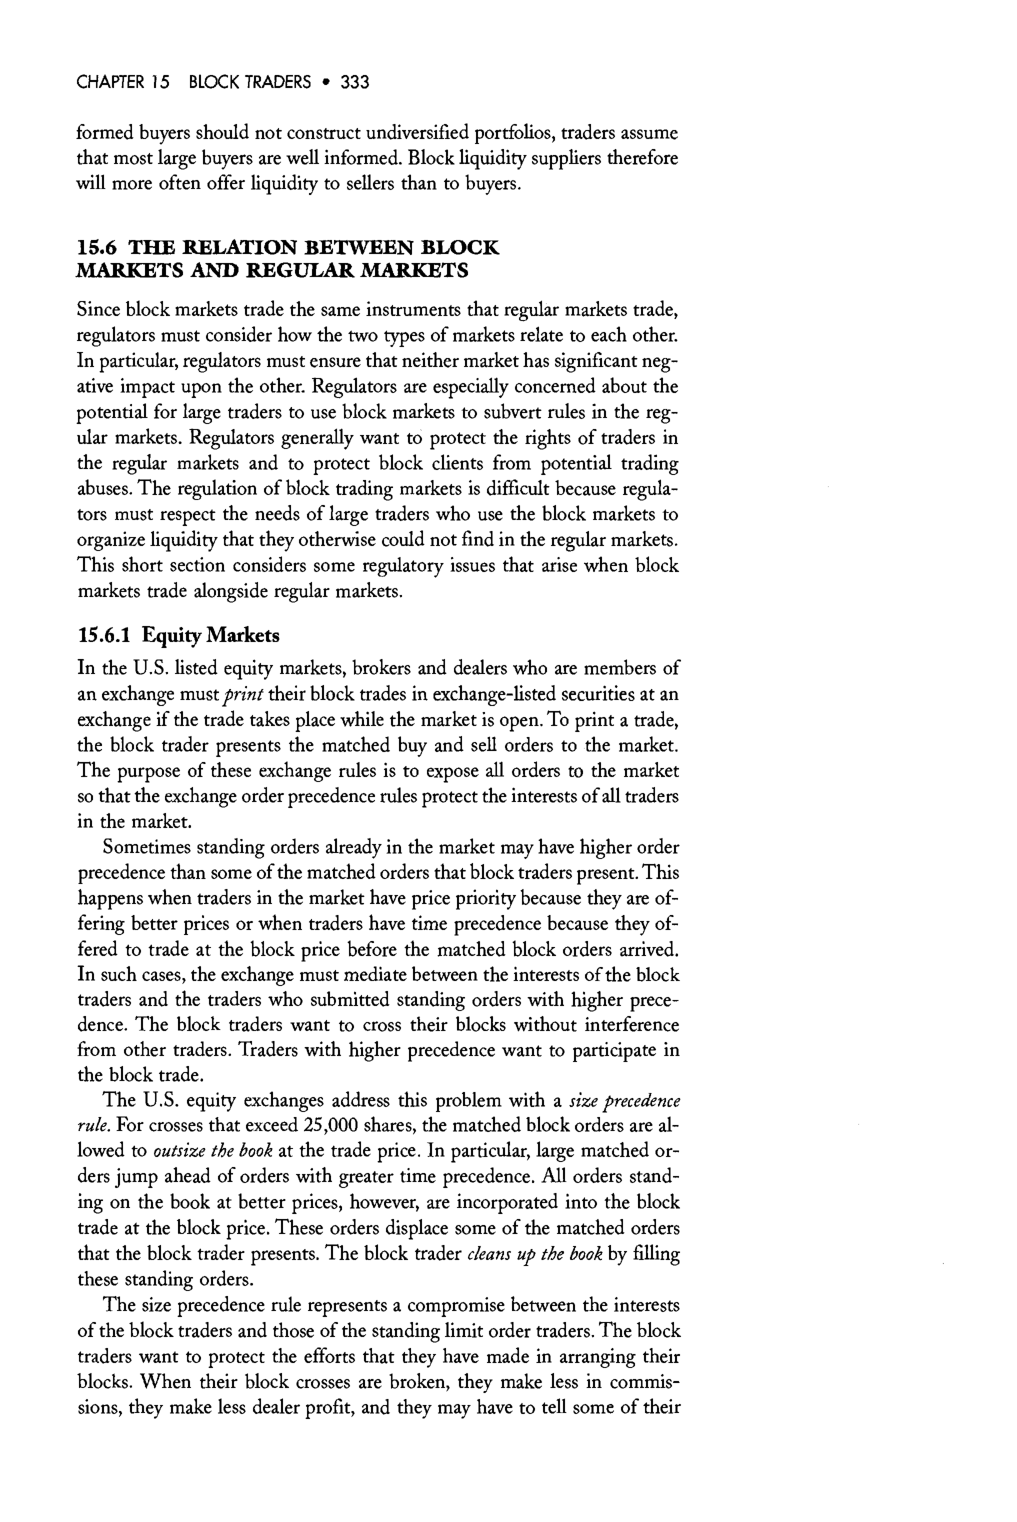 CHAPTER 15 BLOCK TRADERS • 333
formed buyers should not construct undiversified portfolios, traders assume
that most large buyers are well informed. Block liquidity suppliers therefore
will more often offer liquidity to sellers than to buyers.
15.6 THE RELATION BETWEEN BLOCK
MARKETS AND REGULAR MARKETS
Since block markets trade the same instruments that regular markets trade,
regulators must consider how the two types of markets relate to each other.
In particular, regulators must ensure that neither market has significant neg-
ative impact upon the other. Regulators are especially concerned about the
potential for large traders to use block markets to subvert rules in the reg-
ular markets. Regulators generally want to protect the rights of traders in
the regular markets and to protect block clients from potential trading
abuses. The regulation of block trading markets is difficult because regula-
tors must respect the needs of large traders who use the block markets to
organize liquidity that they otherwise could not find in the regular markets.
This short section considers some regulatory issues that arise when block
markets trade alongside regular markets.
15.6.1 Equity Markets
In the U.S. listed equity markets, brokers and dealers who are members of
an exchange must print their block trades in exchange-listed securities at an
exchange if the trade takes place while the market is open. To print a trade,
the block trader presents the matched buy and sell orders to the market.
The purpose of these exchange rules is to expose all orders to the market
so that the exchange order precedence rules protect the interests of all traders
in the market.
Sometimes standing orders already in the market may have higher order
precedence than some of the matched orders that block traders present. This
happens when traders in the market have price priority because they are of-
fering better prices or when traders have time precedence because they of-
fered to trade at the block price before the matched block orders arrived.
In such cases, the exchange must mediate between the interests of the block
traders and the traders who submitted standing orders with higher prece-
dence. The block traders want to cross their blocks without interference
from other traders. Traders with higher precedence want to participate in
the block trade.
The U.S. equity exchanges address this problem with a size precedence
rule. For crosses that exceed 25,000 shares, the matched block orders are al-
lowed to outsize the book at the trade price. In particular, large matched or-
ders jump ahead of orders with greater time precedence. All orders stand-
ing on the book at better prices, however, are incorporated into the block
trade at the block price. These orders displace some of the matched orders
that the block trader presents. The block trader cleans up the book by filling
these standing orders.
The size precedence rule represents a compromise between the interests
of the block traders and those of the standing limit order traders. The block
traders want to protect the efforts that they have made in arranging their
blocks. When their block crosses are broken, they make less in commis-
sions, they make less dealer profit, and they may have to tell some of their